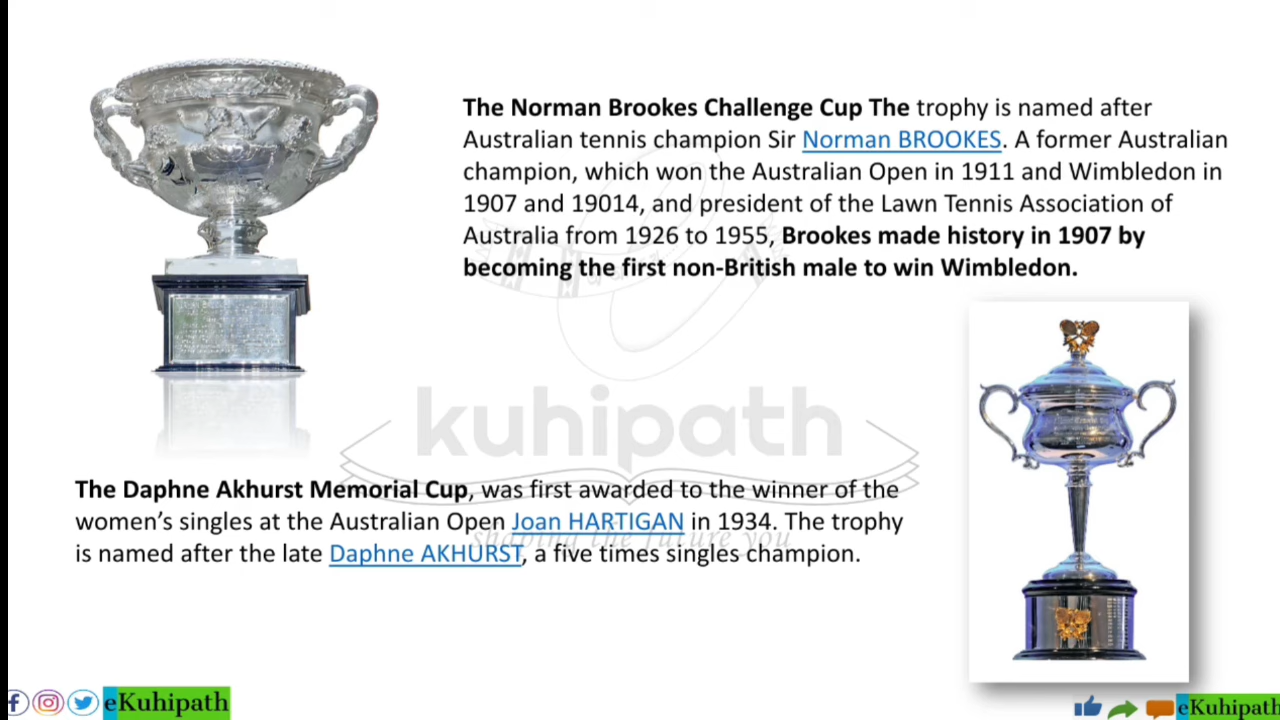 The Norman Brookes Challenge Cup The trophy is named after
Australian tennis champion Sir Norman BROOKES. A former Australian
champion, which won the Australian Open in 1911 and Wimbledon in
1907 and 19014, and president of the Lawn Tennis Association of
Australia from 1926 to 1955, Brookes made history in 1907 by
becoming the first non-British male to win Wimbledon.
kuhipath
The Daphne Akhurst Memorial Cup, was first awarded to the winner of the
women's singles at the Australian Open Joan HARTIGAN in 1934. The trophy
shaping the future you
is named after the late Daphne AKHURST, a five times singles champion.
eKuhipath
eKuhipath